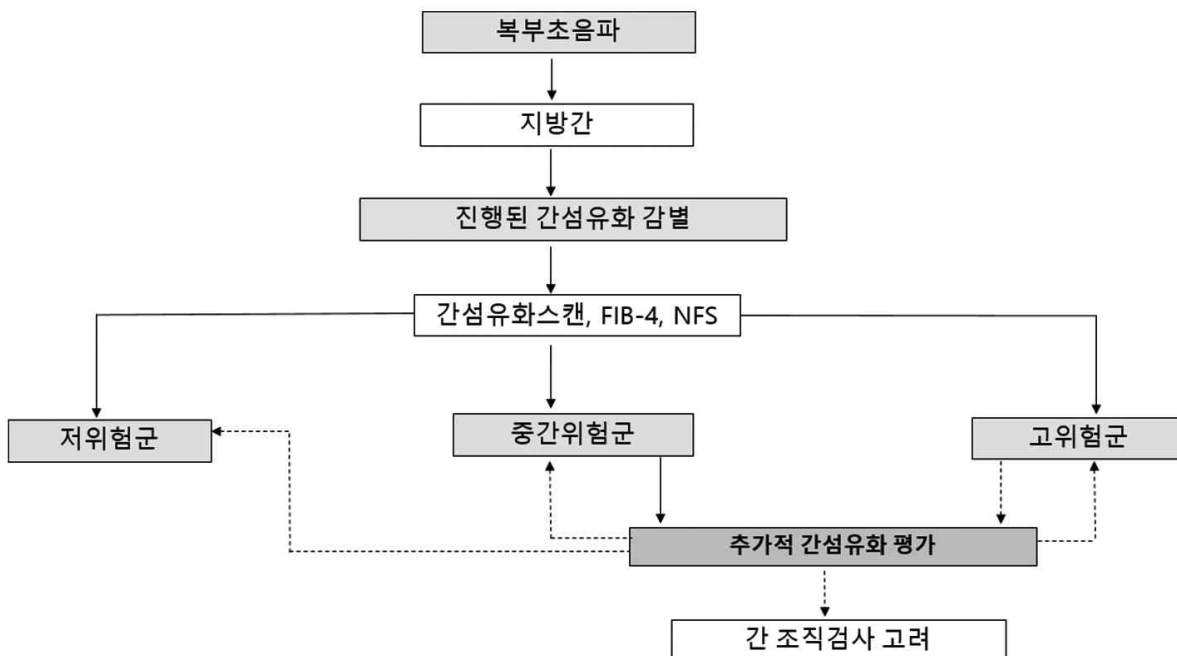 복부초음파
지방간
진행된 간섬유화 감별
간섬유화스캔, FIB-4, NFS
저위험군
중간위험군
고위험군
추가적 간섬유화 평가
간 조직검사 고려